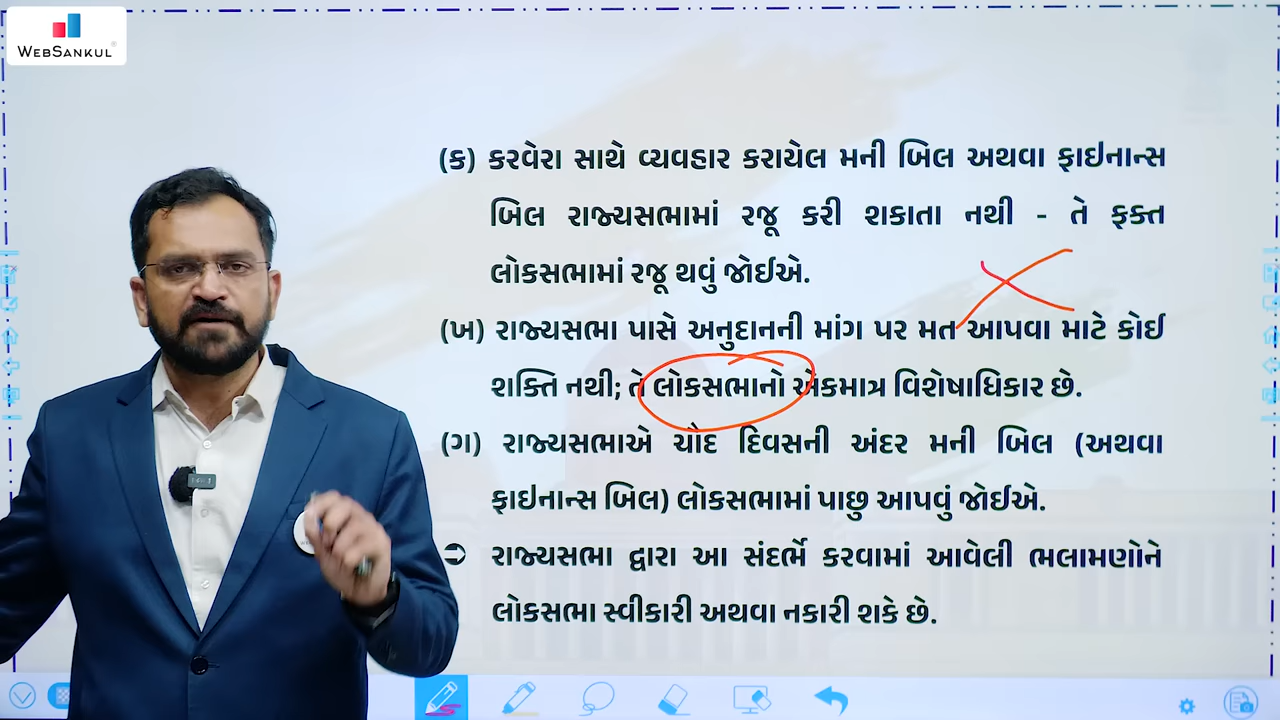 WEBSANKUL
(ક) કરવેરા સાથે વ્યવહાર કરાયેલ મની બિલ અથવા ફાઇનાન્સ
બિલ રાજ્યસભામાં રજૂ કરી શકાતા નથી - તે ફક્ત
લોકસભામાં રજૂ થવું જોઈએ.
(ખ) રાજ્યસભા પાસે અનુદાનની માંગ પર મત આપવા માટે કોઈ
શક્તિ નથી; તે લોકસભાનો એકમાત્ર વિશેષાધિકાર છે.
(ગ) રાજ્યસભાએ ચૌદ દિવસની અંદર મની બિલ (અથવા
ફાઇનાન્સ બિલ) લોકસભામાં પાછુ આપવું જોઈએ.
➲ રાજ્યસભા દ્વારા આ સંદર્ભે કરવામાં આવેલી ભલામણોને
લોકસભા સ્વીકારી અથવા નકારી શકે છે.